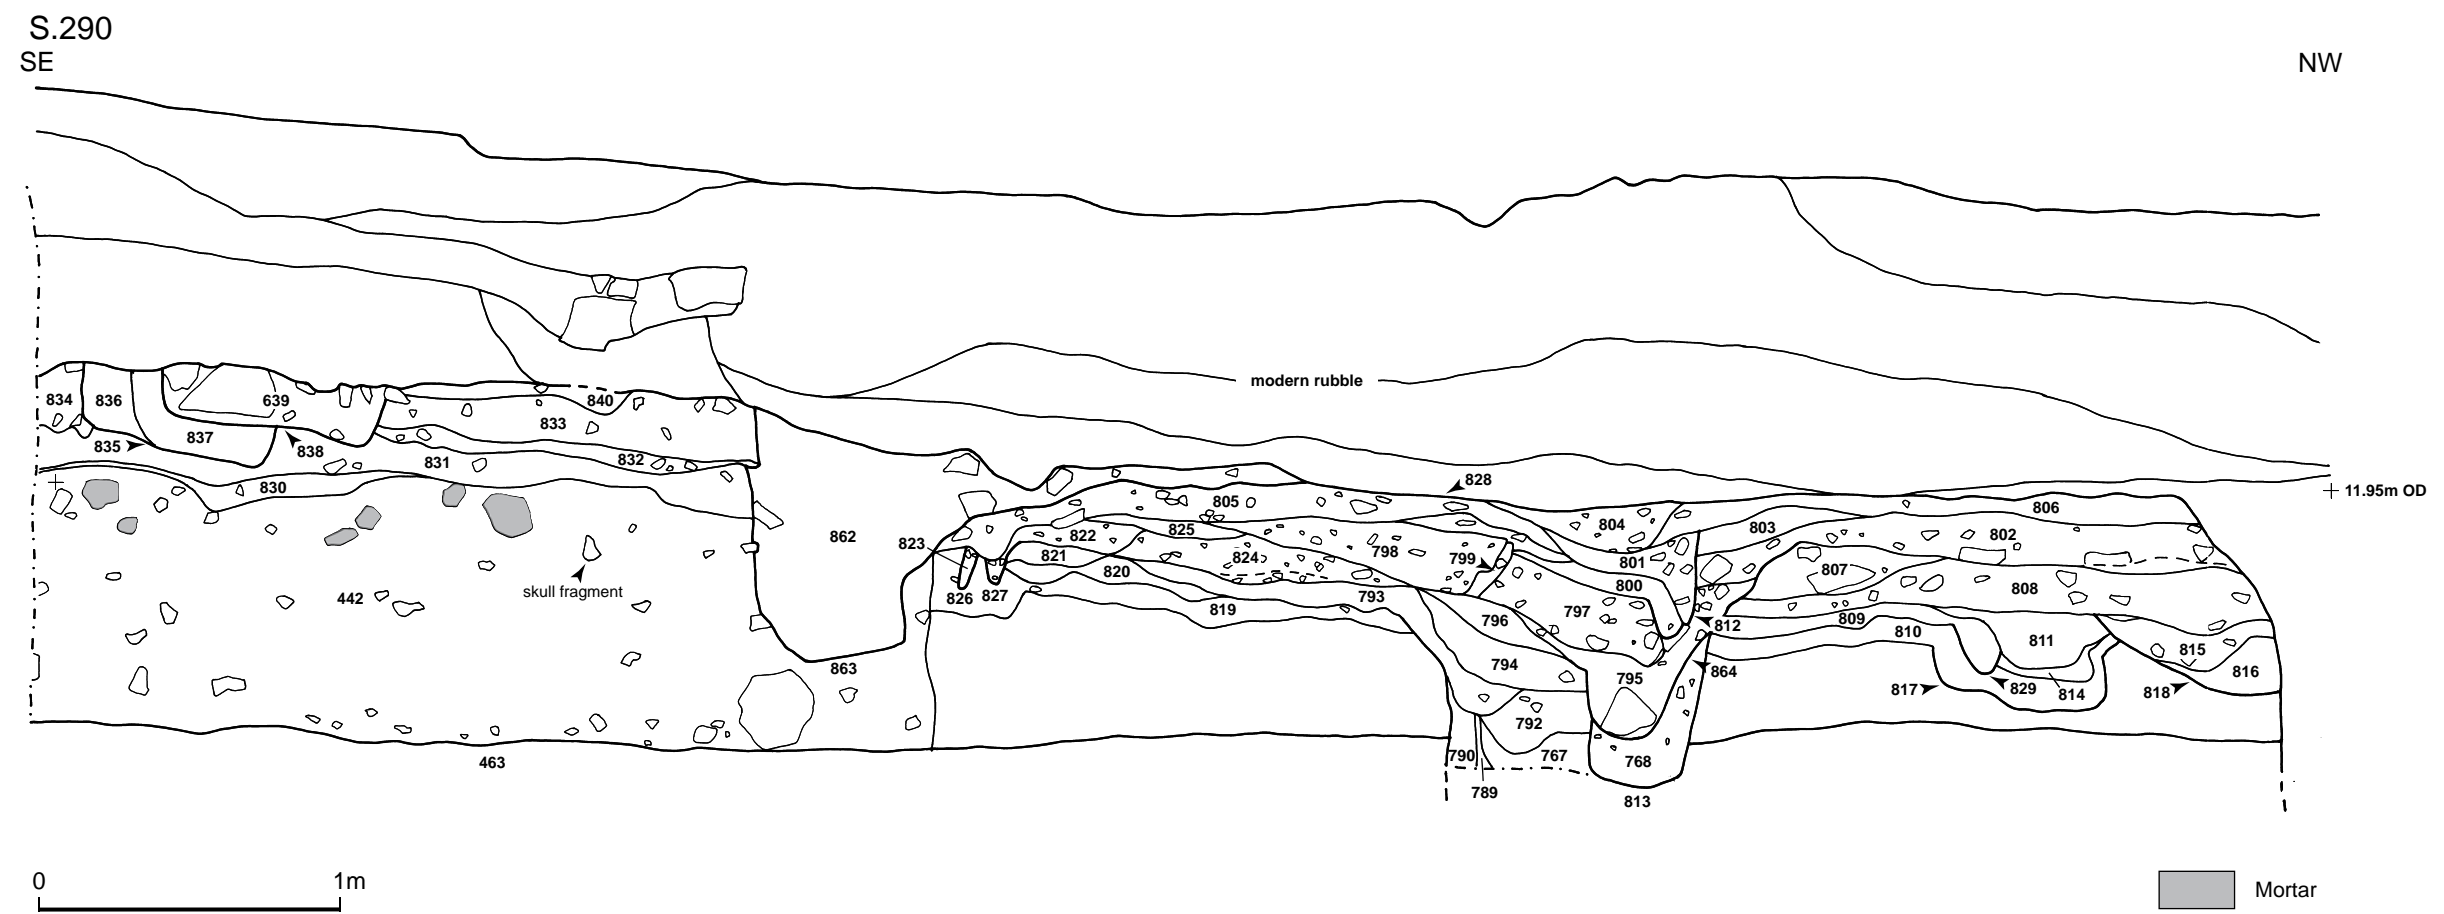 S.290
SE NW
modern rubble
828
11.95m OD
834 836 639 840
833
835 837 838
831 832
830
805
804 803 806
862 823 822 825 824 798 799 802
821 820 801 807
800
442 skull fragment 826 827 819 793 797 808
796 812 809 810 811 815
863 794 795 864 817 829 814 818 816
792
463 790 767 768
789 813
0 1m
Mortar